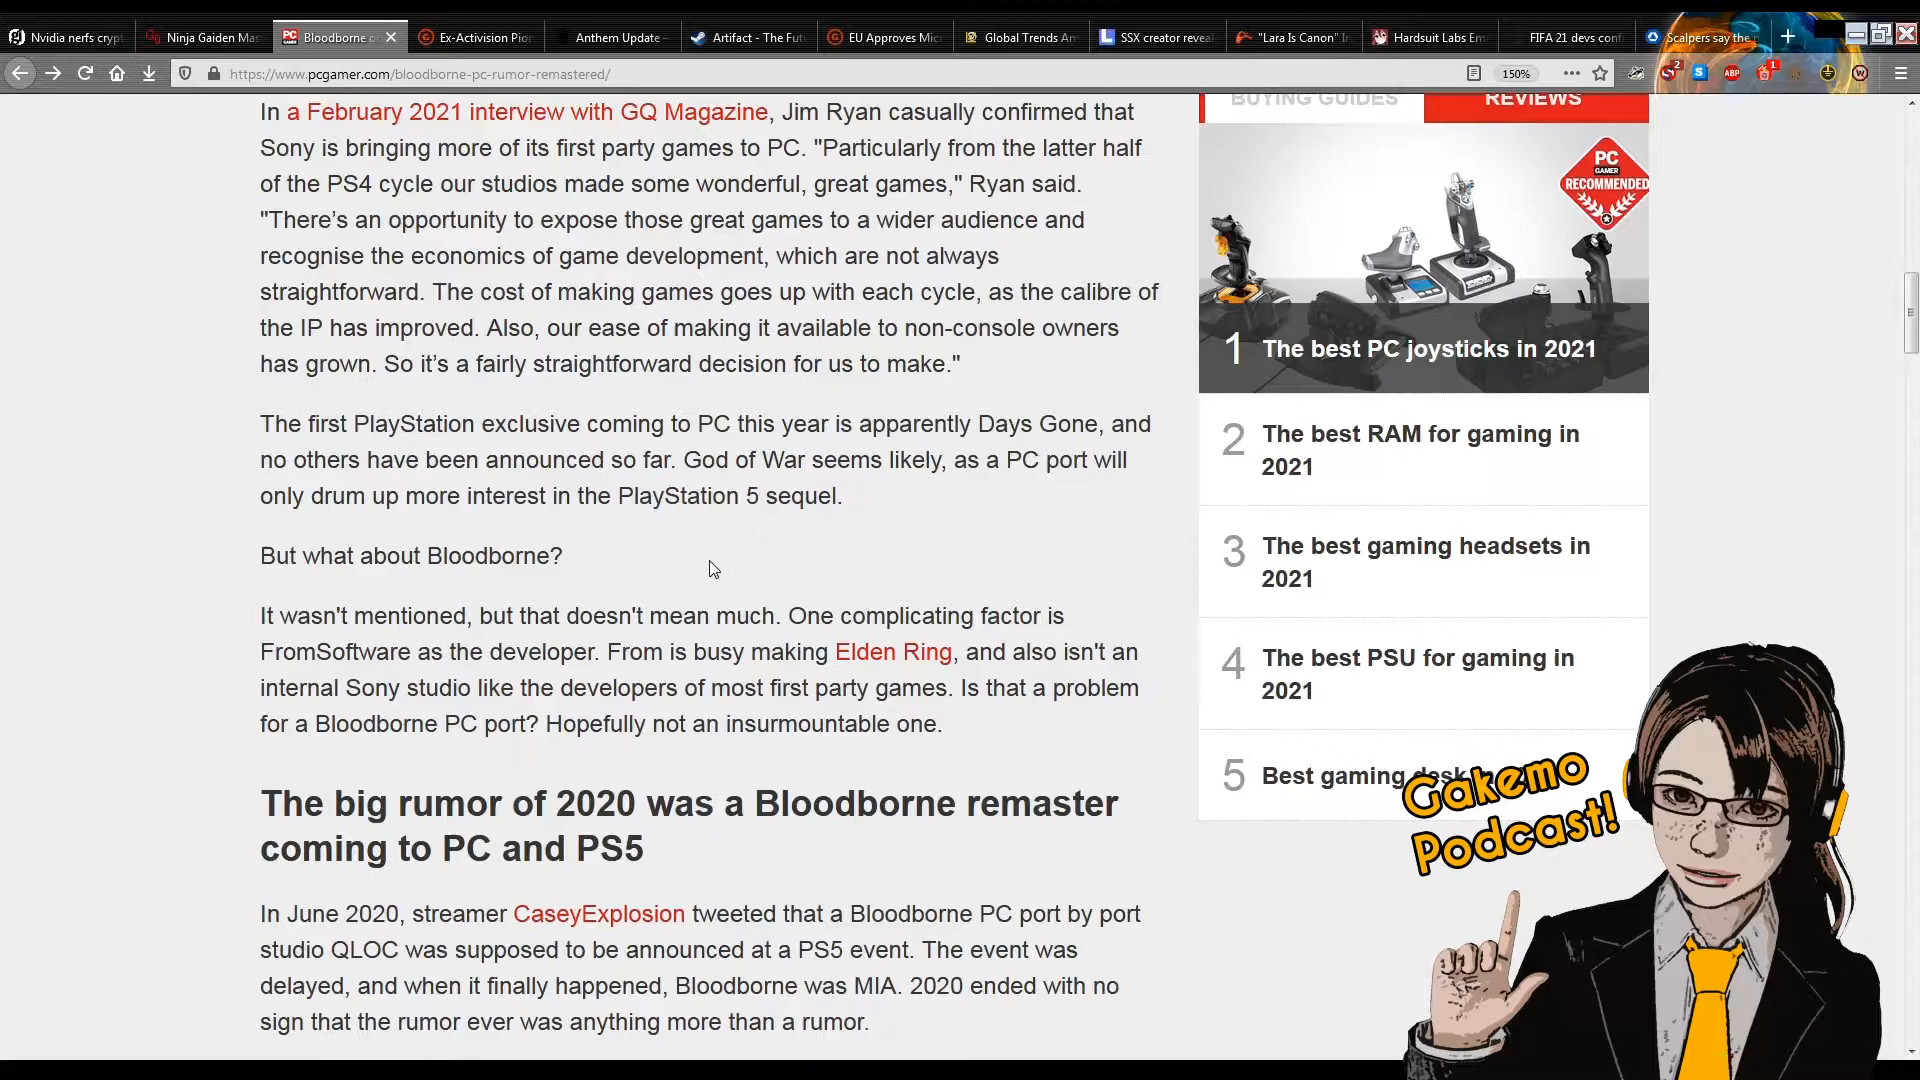 Nvidia nerfs crypt
Ninja Gaiden Mas
Bloodborne o
Ex-Activision Pio
Anthem Update –
Artifact - The Fut
EU Approves Mic
Global Trends An
SSX creator reveal
"Lara Is Canon" I
Hardsuit Labs Em
FIFA 21 devs conf
Scalpers say the p
https://www.pcgamer.com/bloodborne-pc-rumor-remastered/
150%
2
ABP
1
In a February 2021 interview with GQ Magazine, Jim Ryan casually confirmed that
Sony is bringing more of its first party games to PC. "Particularly from the latter half
of the PS4 cycle our studios made some wonderful, great games," Ryan said.
"There’s an opportunity to expose those great games to a wider audience and
recognise the economics of game development, which are not always
straightforward. The cost of making games goes up with each cycle, as the calibre of
the IP has improved. Also, our ease of making it available to non-console owners
has grown. So it’s a fairly straightforward decision for us to make."
The first PlayStation exclusive coming to PC this year is apparently Days Gone, and
no others have been announced so far. God of War seems likely, as a PC port will
only drum up more interest in the PlayStation 5 sequel.
But what about Bloodborne?
It wasn't mentioned, but that doesn't mean much. One complicating factor is
FromSoftware as the developer. From is busy making Elden Ring, and also isn't an
internal Sony studio like the developers of most first party games. Is that a problem
for a Bloodborne PC port? Hopefully not an insurmountable one.
The big rumor of 2020 was a Bloodborne remaster
coming to PC and PS5
In June 2020, streamer CaseyExplosion tweeted that a Bloodborne PC port by port
studio QLOC was supposed to be announced at a PS5 event. The event was
delayed, and when it finally happened, Bloodborne was MIA. 2020 ended with no
sign that the rumor ever was anything more than a rumor.
BUYING GUIDES
REVIEWS
PC
GAMER
RECOMMENDED
1 The best PC joysticks in 2021
2 The best RAM for gaming in
2021
3 The best gaming headsets in
2021
4 The best PSU for gaming in
2021
5 Best gaming desk
Gakemo
Podcast!